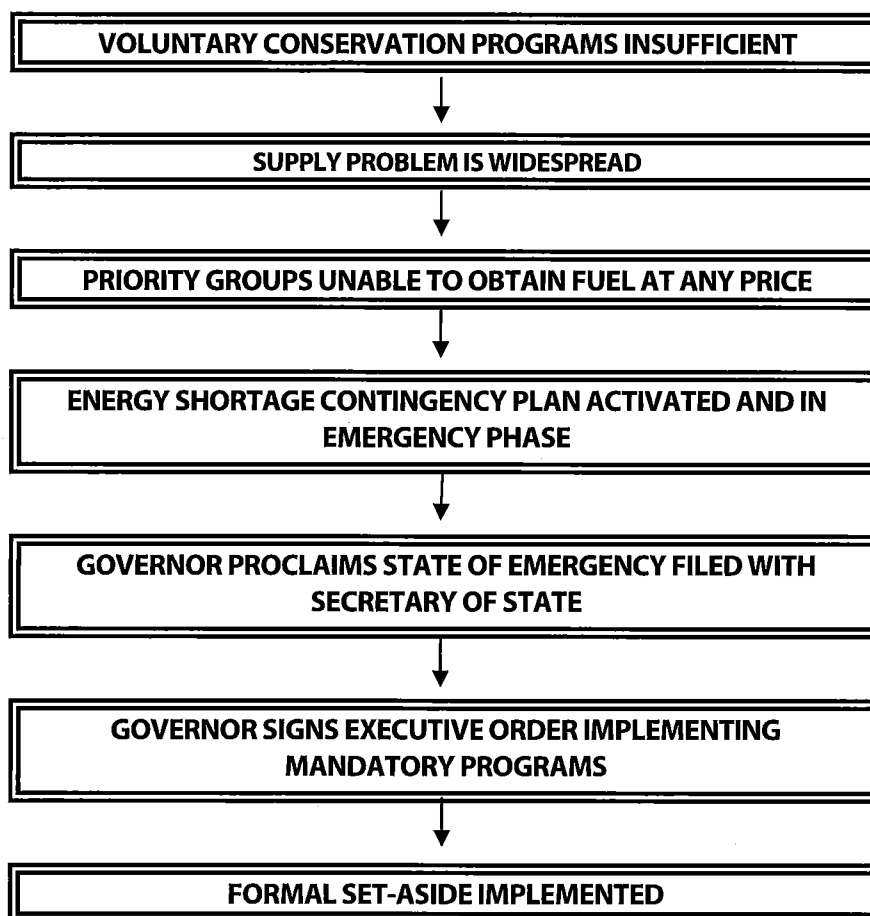 VOLUNTARY CONSERVATION PROGRAMS INSUFFICIENT
SUPPLY PROBLEM IS WIDESPREAD
PRIORITY GROUPS UNABLE TO OBTAIN FUEL AT ANY PRICE
ENERGY SHORTAGE CONTINGENCY PLAN ACTIVATED AND IN
EMERGENCY PHASE
GOVERNOR PROCLAIMS STATE OF EMERGENCY FILED WITH
SECRETARY OF STATE
GOVERNOR SIGNS EXECUTIVE ORDER IMPLEMENTING
MANDATORY PROGRAMS
FORMAL SET-ASIDE IMPLEMENTED